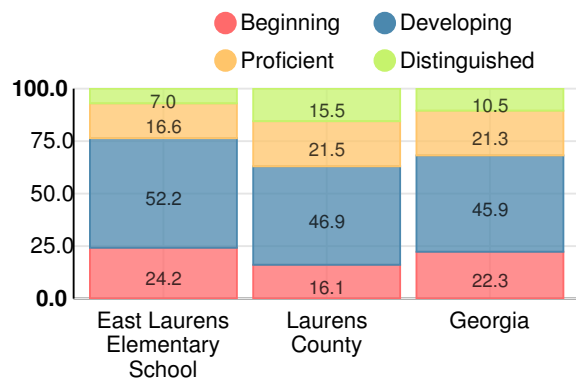 Beginning
Developing
Proficient
Distinguished
100.0
75.0
50.0
25.0
0.0
7.0
16.6
52.2
24.2
15.5
21.5
46.9
16.1
10.5
21.3
45.9
22.3
East Laurens
Elementary
School
Laurens
County
Georgia